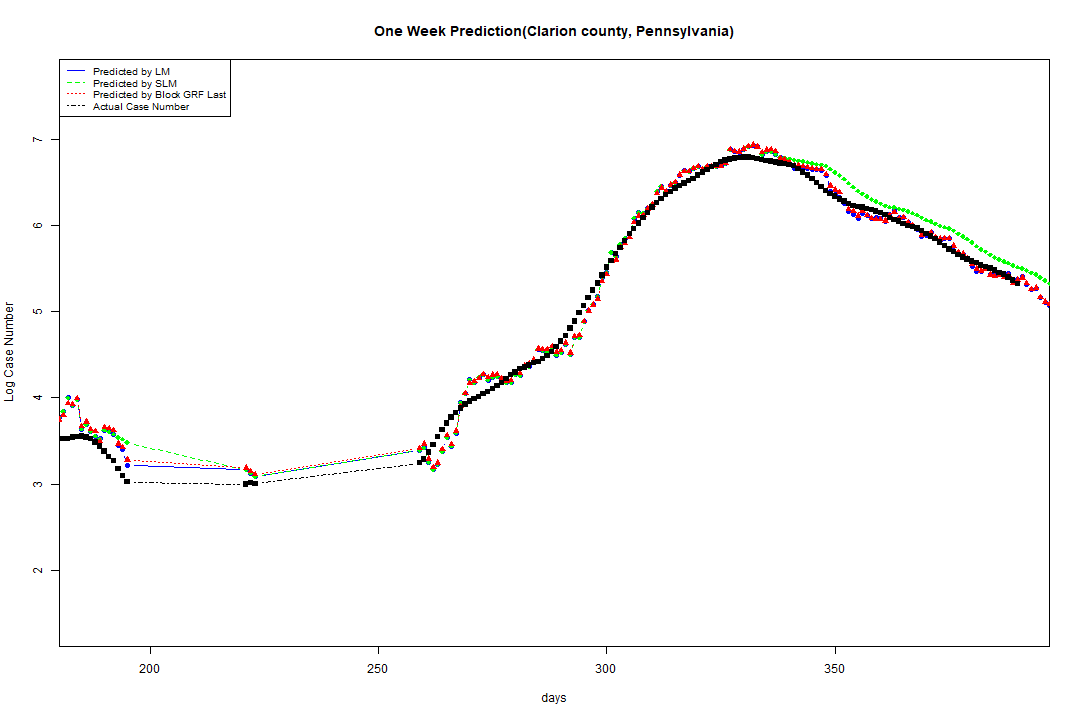 One Week Prediction(Clarion county, Pennsylvania)
Predicted by LM
Predicted by SLM
Predicted by Block GRF Last
Actual Case Number
7
6
5
4
3
2
Log Case Number
200
250
300
350
days